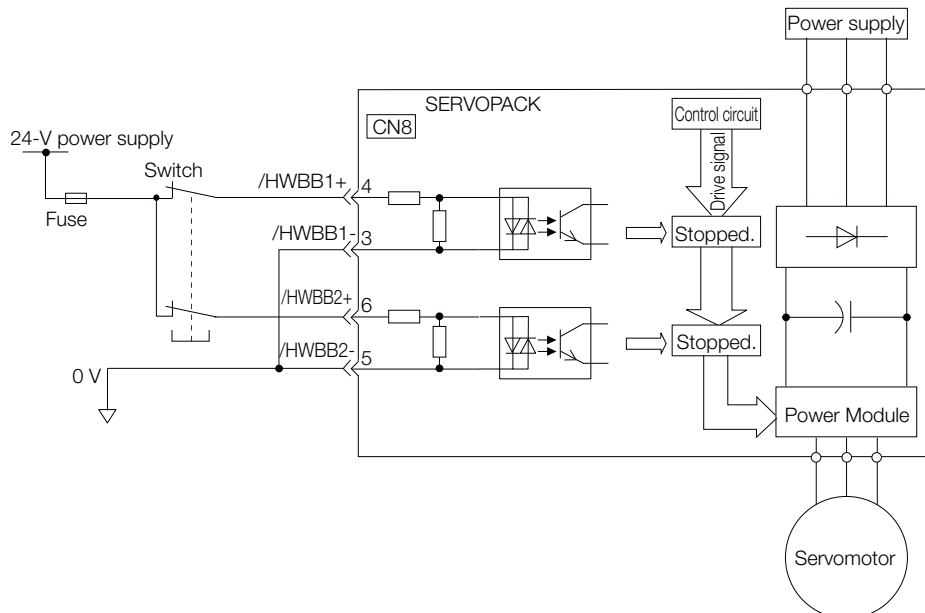 Power supply
SERVOPACK
CN8
Control circuit
Drive signal
24-V power supply
Switch
Fuse
/HWBB1+ 4
/HWBB1- 3
Stopped.
/HWBB2+ 6
/HWBB2- 5
Stopped.
0 V
Power Module
Servomotor